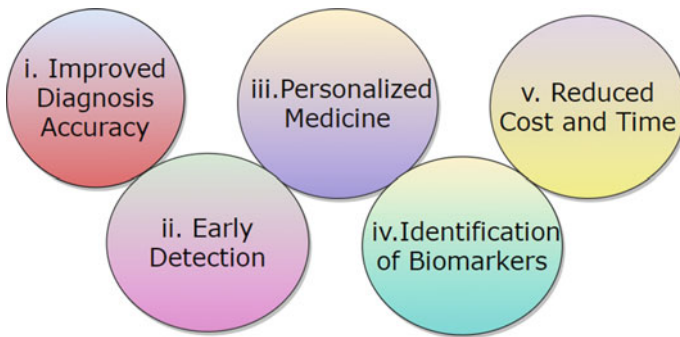 i. Improved
Diagnosis
Accuracy
ii. Early
Detection
iii.Personalized
Medicine
iv.Identification
of Biomarkers
v. Reduced
Cost and Time